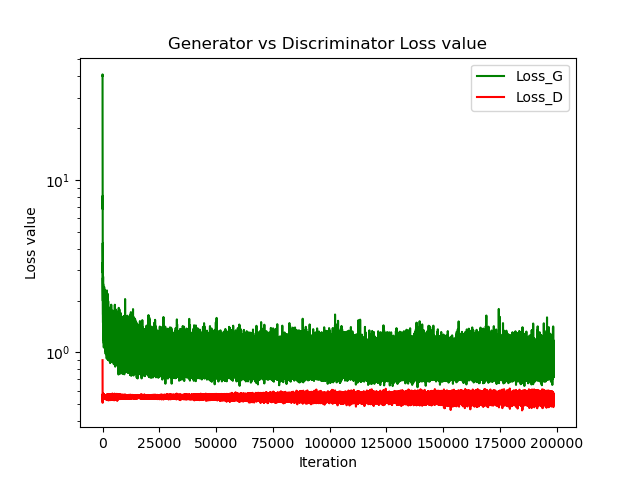 Generator vs Discriminator Loss value
Loss_G
Loss_D
10¹
10⁰
Loss value
0 25000 50000 75000 100000 125000 150000 175000 200000
Iteration